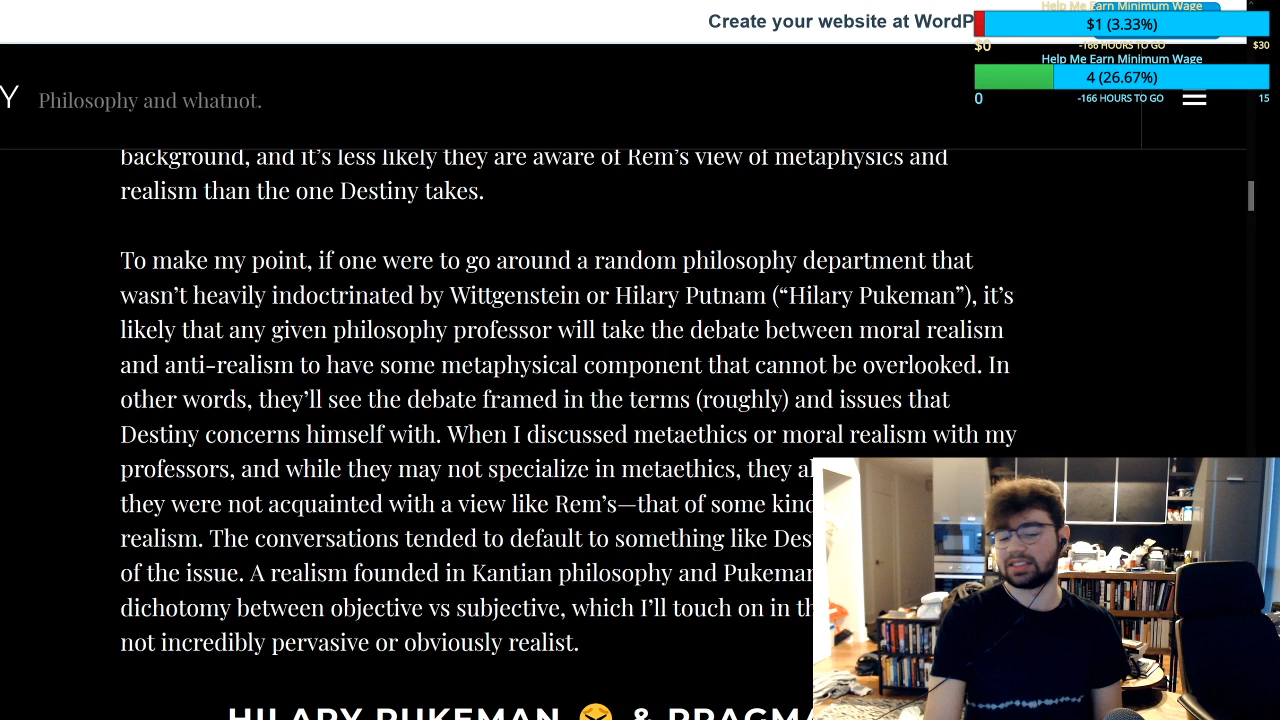 Create your website at WordP
Help Me Earn Minimum Wage
$1 (3.33%)
$0 -166 HOURS TO GO $30
Help Me Earn Minimum Wage
4 (26.67%)
0 -166 HOURS TO GO 15
Y Philosophy and whatnot.
background, and it’s less likely they are aware of Rem’s view of metaphysics and
realism than the one Destiny takes.
To make my point, if one were to go around a random philosophy department that
wasn’t heavily indoctrinated by Wittgenstein or Hilary Putnam (“Hilary Pukeman”), it’s
likely that any given philosophy professor will take the debate between moral realism
and anti-realism to have some metaphysical component that cannot be overlooked. In
other words, they’ll see the debate framed in the terms (roughly) and issues that
Destiny concerns himself with. When I discussed metaethics or moral realism with my
professors, and while they may not specialize in metaethics, they al
they were not acquainted with a view like Rem’s—that of some kind
realism. The conversations tended to default to something like Des
of the issue. A realism founded in Kantian philosophy and Pukeman
dichotomy between objective vs subjective, which I’ll touch on in th
not incredibly pervasive or obviously realist.
HILARY PUKEMAN 😖 & PRAGMA